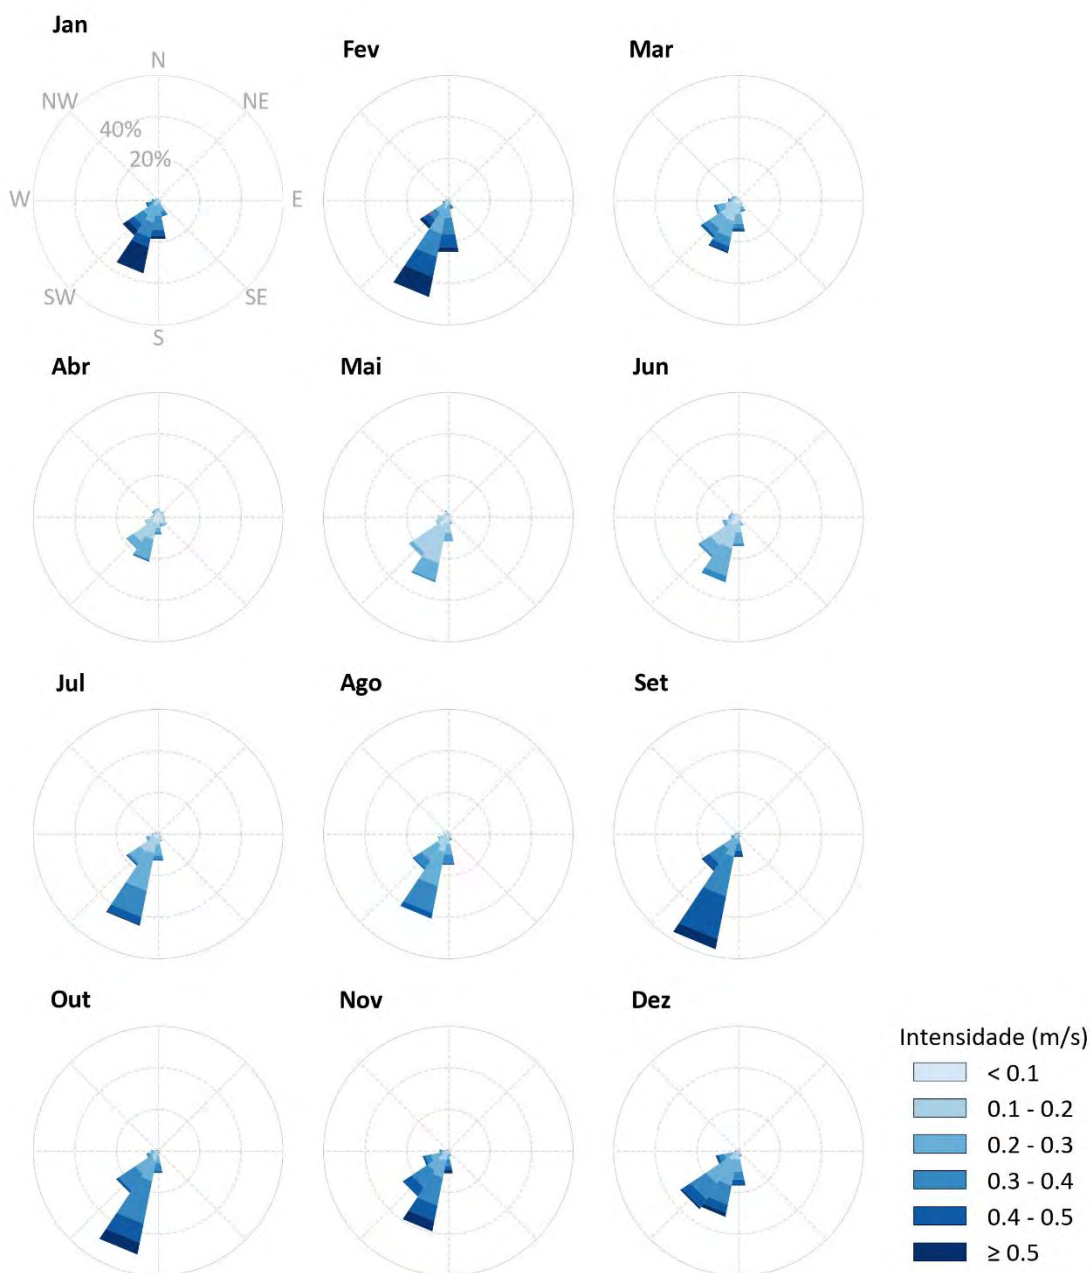 Jan
Fev
Mar
N
NW
NE
40%
20%
W
E
SW
SE
S
Abr
Mai
Jun
Jul
Ago
Set
Out
Nov
Dez
Intensidade (m/s)
< 0.1
0.1 - 0.2
0.2 - 0.3
0.3 - 0.4
0.4 - 0.5
≥ 0.5